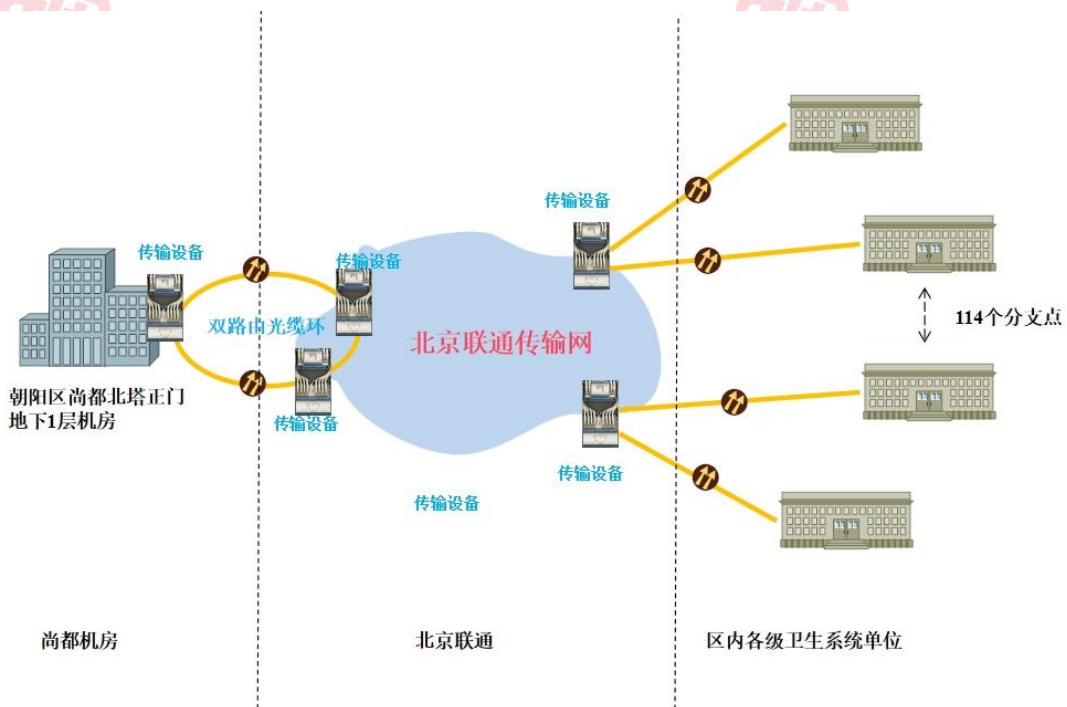 传输设备
传输设备
传输设备
双路由光缆环
北京联通传输网
114个分支点
朝阳区尚都北塔正门
地下1层机房
传输设备
传输设备
传输设备
尚都机房
北京联通
区内各级卫生系统单位